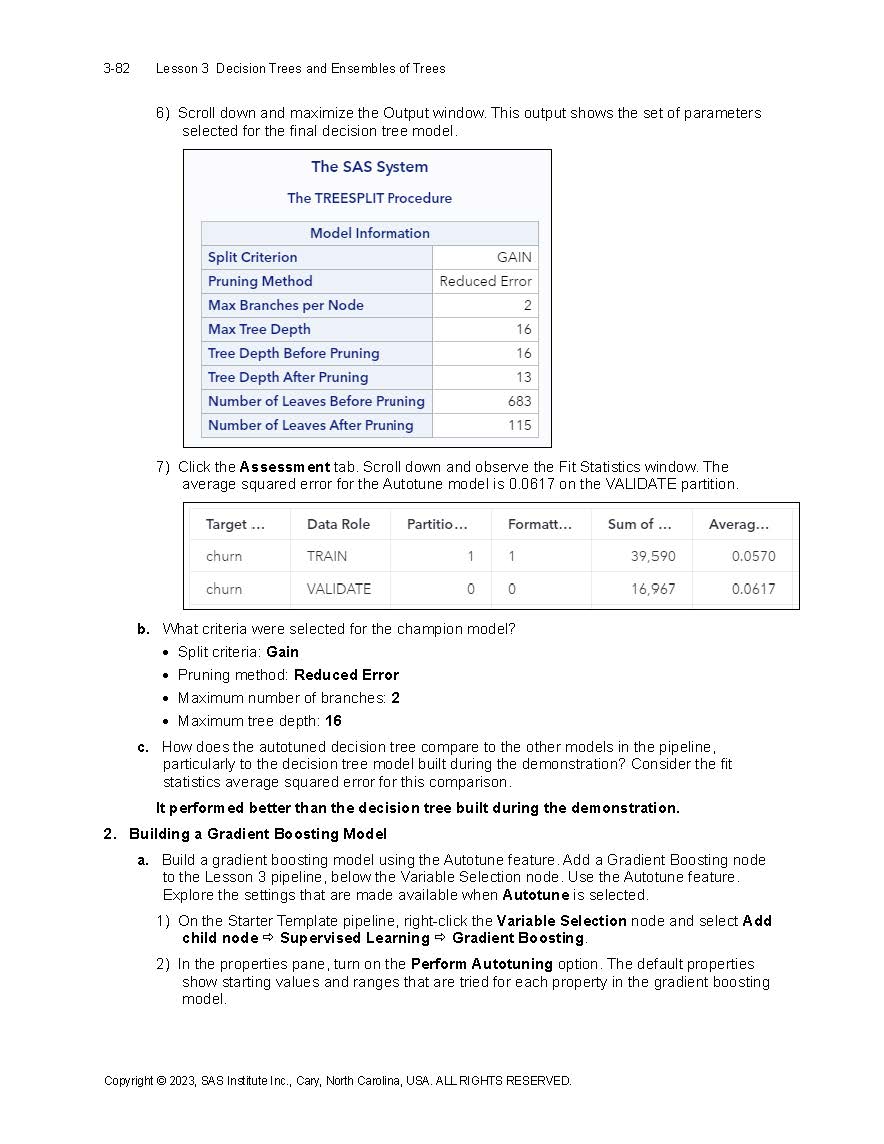 3-82 Lesson 3 Decision Trees and Ensembles of Trees
6) Scroll down and maximize the Output window. This output shows the set of parameters
selected for the final decision tree model.
The SAS System
The TREESPLIT Procedure
Model Information
Split Criterion GAIN
Pruning Method Reduced Error
Max Branches per Node 2
Max Tree Depth 16
Tree Depth Before Pruning 16
Tree Depth After Pruning 13
Number of Leaves Before Pruning 683
Number of Leaves After Pruning 115
7) Click the Assessment tab. Scroll down and observe the Fit Statistics window. The
average squared error for the Autotune model is 0.0617 on the VALIDATE partition.
Target ... Data Role Partitio... Formatt... Sum of ... Averag...
churn TRAIN 1 1 39,590 0.0570
churn VALIDATE 0 0 16,967 0.0617
b. What criteria were selected for the champion model?
• Split criteria: Gain
• Pruning method: Reduced Error
• Maximum number of branches: 2
• Maximum tree depth: 16
c. How does the autotuned decision tree compare to the other models in the pipeline,
particularly to the decision tree model built during the demonstration? Consider the fit
statistics average squared error for this comparison.
It performed better than the decision tree built during the demonstration.
2. Building a Gradient Boosting Model
a. Build a gradient boosting model using the Autotune feature. Add a Gradient Boosting node
to the Lesson 3 pipeline, below the Variable Selection node. Use the Autotune feature.
Explore the settings that are made available when Autotune is selected.
1) On the Starter Template pipeline, right-click the Variable Selection node and select Add
child node ⇨ Supervised Learning ⇨ Gradient Boosting.
2) In the properties pane, turn on the Perform Autotuning option. The default properties
show starting values and ranges that are tried for each property in the gradient boosting
model.
Copyright © 2023, SAS Institute Inc., Cary, North Carolina, USA. ALL RIGHTS RESERVED.